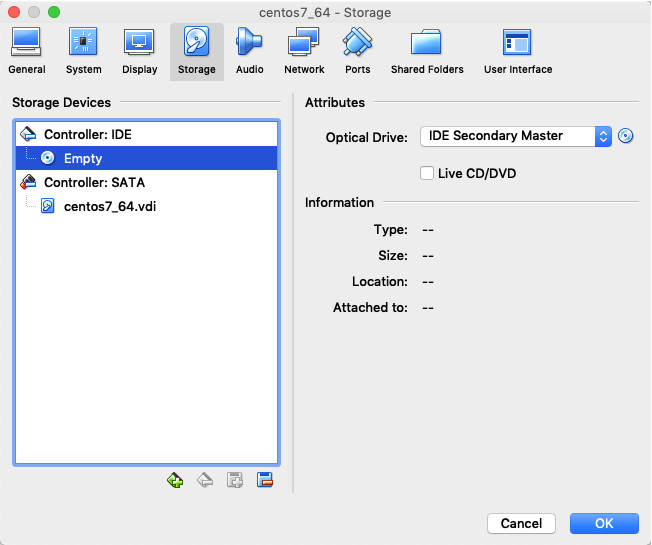 centos7_64 - Storage
General System Display Storage Audio Network Ports Shared Folders User Interface
Storage Devices
Controller: IDE
Empty
Controller: SATA
centos7_64.vdi
Attributes
Optical Drive: IDE Secondary Master
Live CD/DVD
Information
Type: --
Size: --
Location: --
Attached to: --
Cancel OK